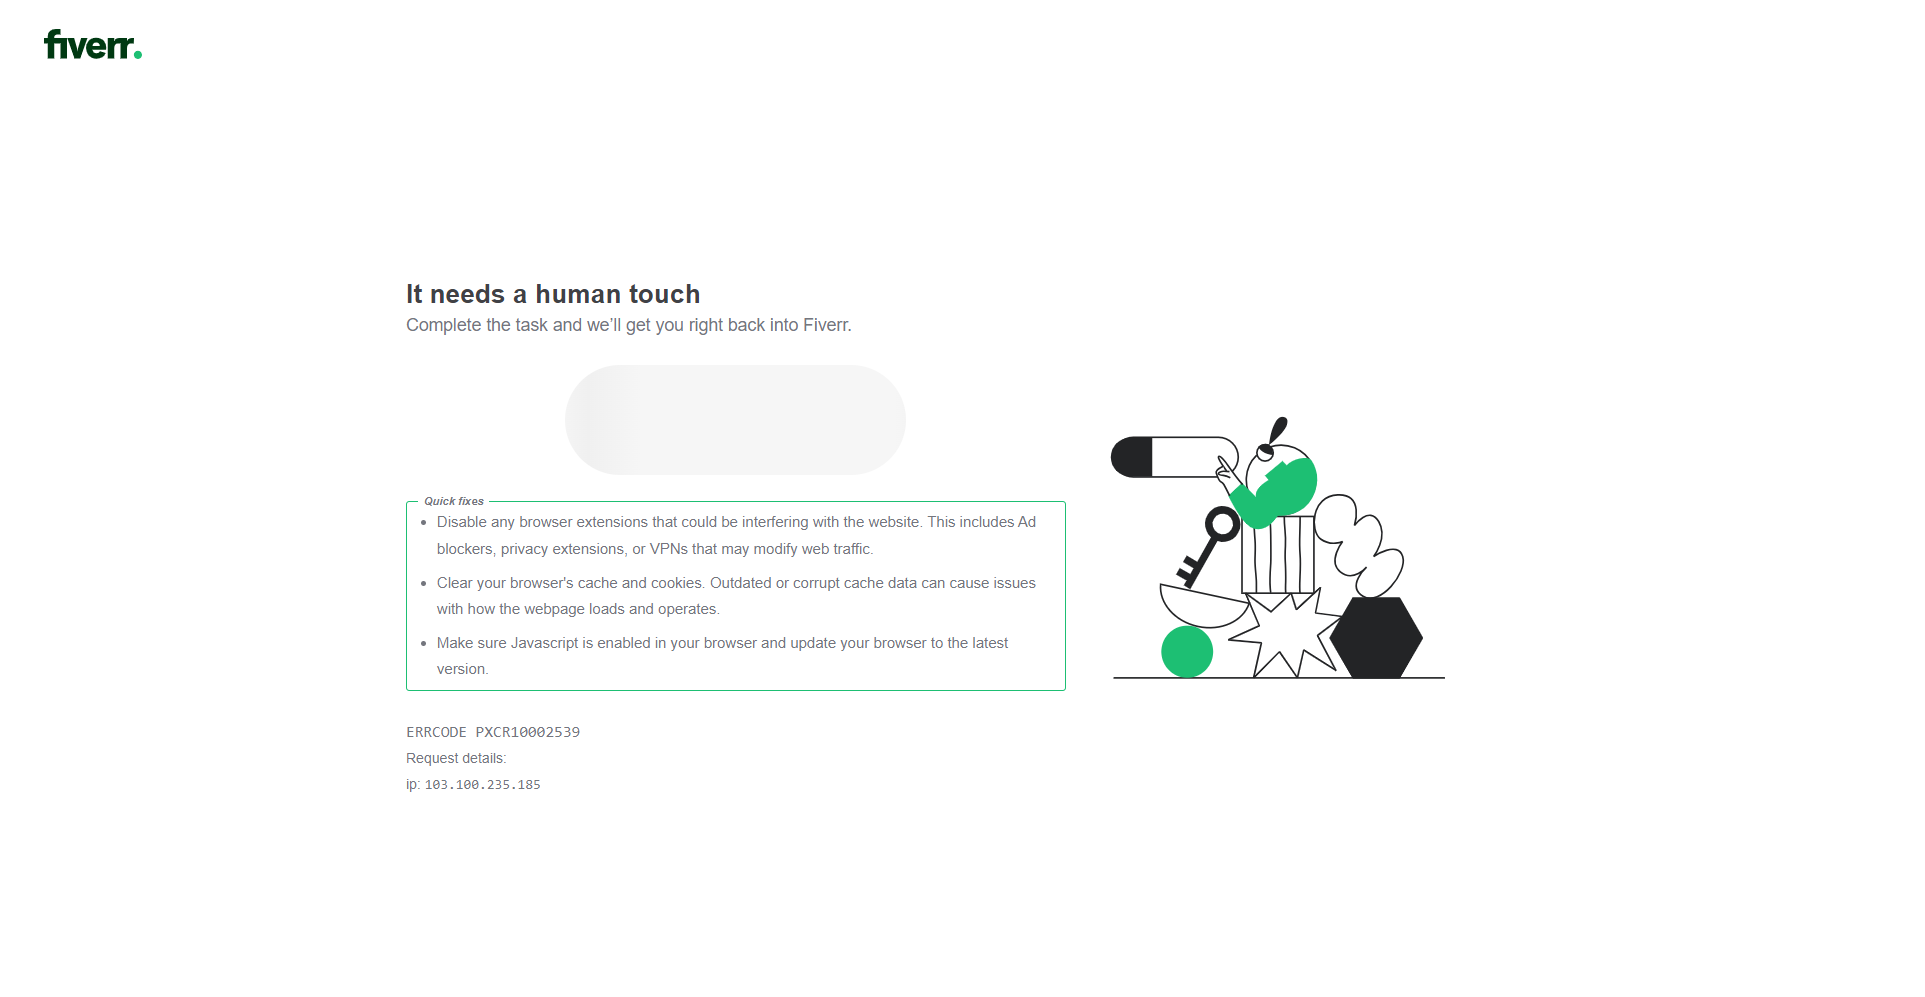 fiverr.
It needs a human touch
Complete the task and we’ll get you right back into Fiverr.
Quick fixes
Disable any browser extensions that could be interfering with the website. This includes Ad
blockers, privacy extensions, or VPNs that may modify web traffic.
Clear your browser's cache and cookies. Outdated or corrupt cache data can cause issues
with how the webpage loads and operates.
Make sure Javascript is enabled in your browser and update your browser to the latest
version.
ERRCODE PXCR10002539
Request details:
ip: 103.100.235.185